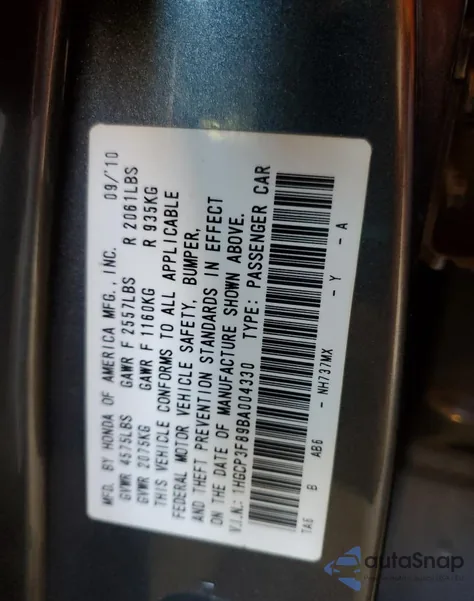 MFD. BY HONDA OF AMERICA MFG., INC. 09/'10
GVWR 4575LBS GAWR F 2557LBS R 2061LBS
GVWR 2075KG GAWR F 1160KG R 935KG
THIS VEHICLE CONFORMS TO ALL APPLICABLE
FEDERAL MOTOR VEHICLE SAFETY, BUMPER,
AND THEFT PREVENTION STANDARDS IN EFFECT
ON THE DATE OF MANUFACTURE SHOWN ABOVE.
V.I.N.: 1HGCP3F89BA004330 TYPE: PASSENGER CAR
TA6 B AB6 - NH737MX - Y - A
autaSnap